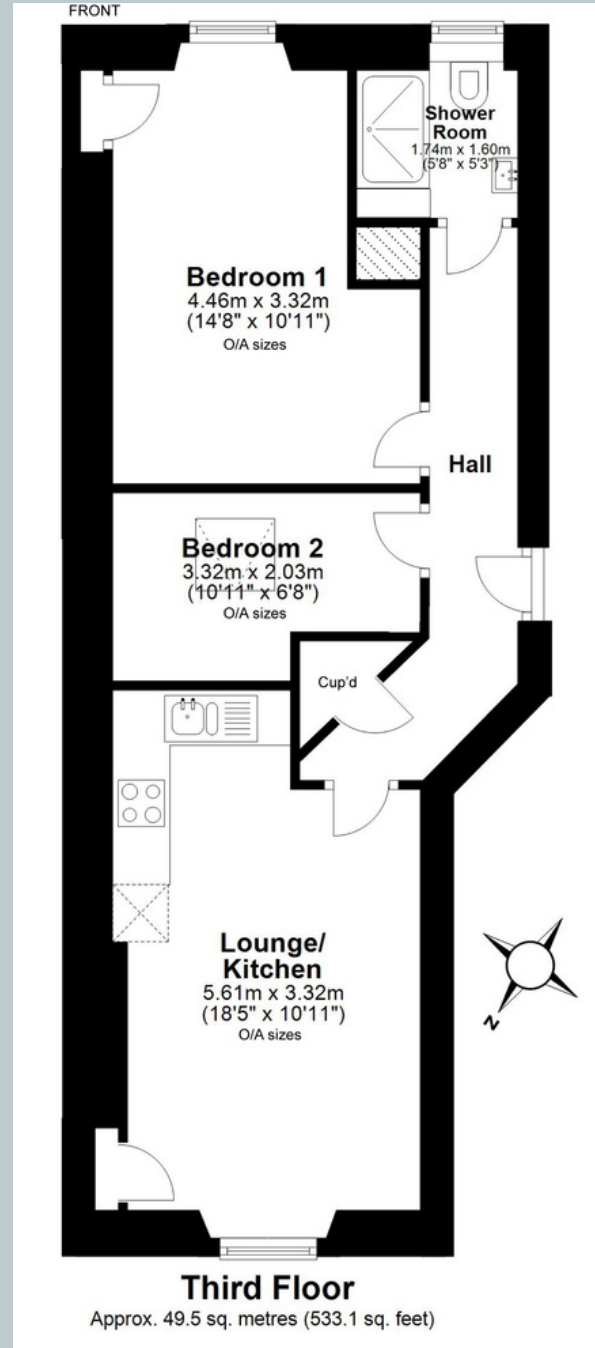 FRONT
Shower
Room
1.74m x 1.60m
(5'8" x 5'3")
Bedroom 1
4.46m x 3.32m
(14'8" x 10'11")
O/A sizes
Hall
Bedroom 2
3.32m x 2.03m
(10'11" x 6'8")
O/A sizes
Cup'd
Lounge/
Kitchen
5.61m x 3.32m
(18'5" x 10'11")
O/A sizes
N
Third Floor
Approx. 49.5 sq. metres (533.1 sq. feet)